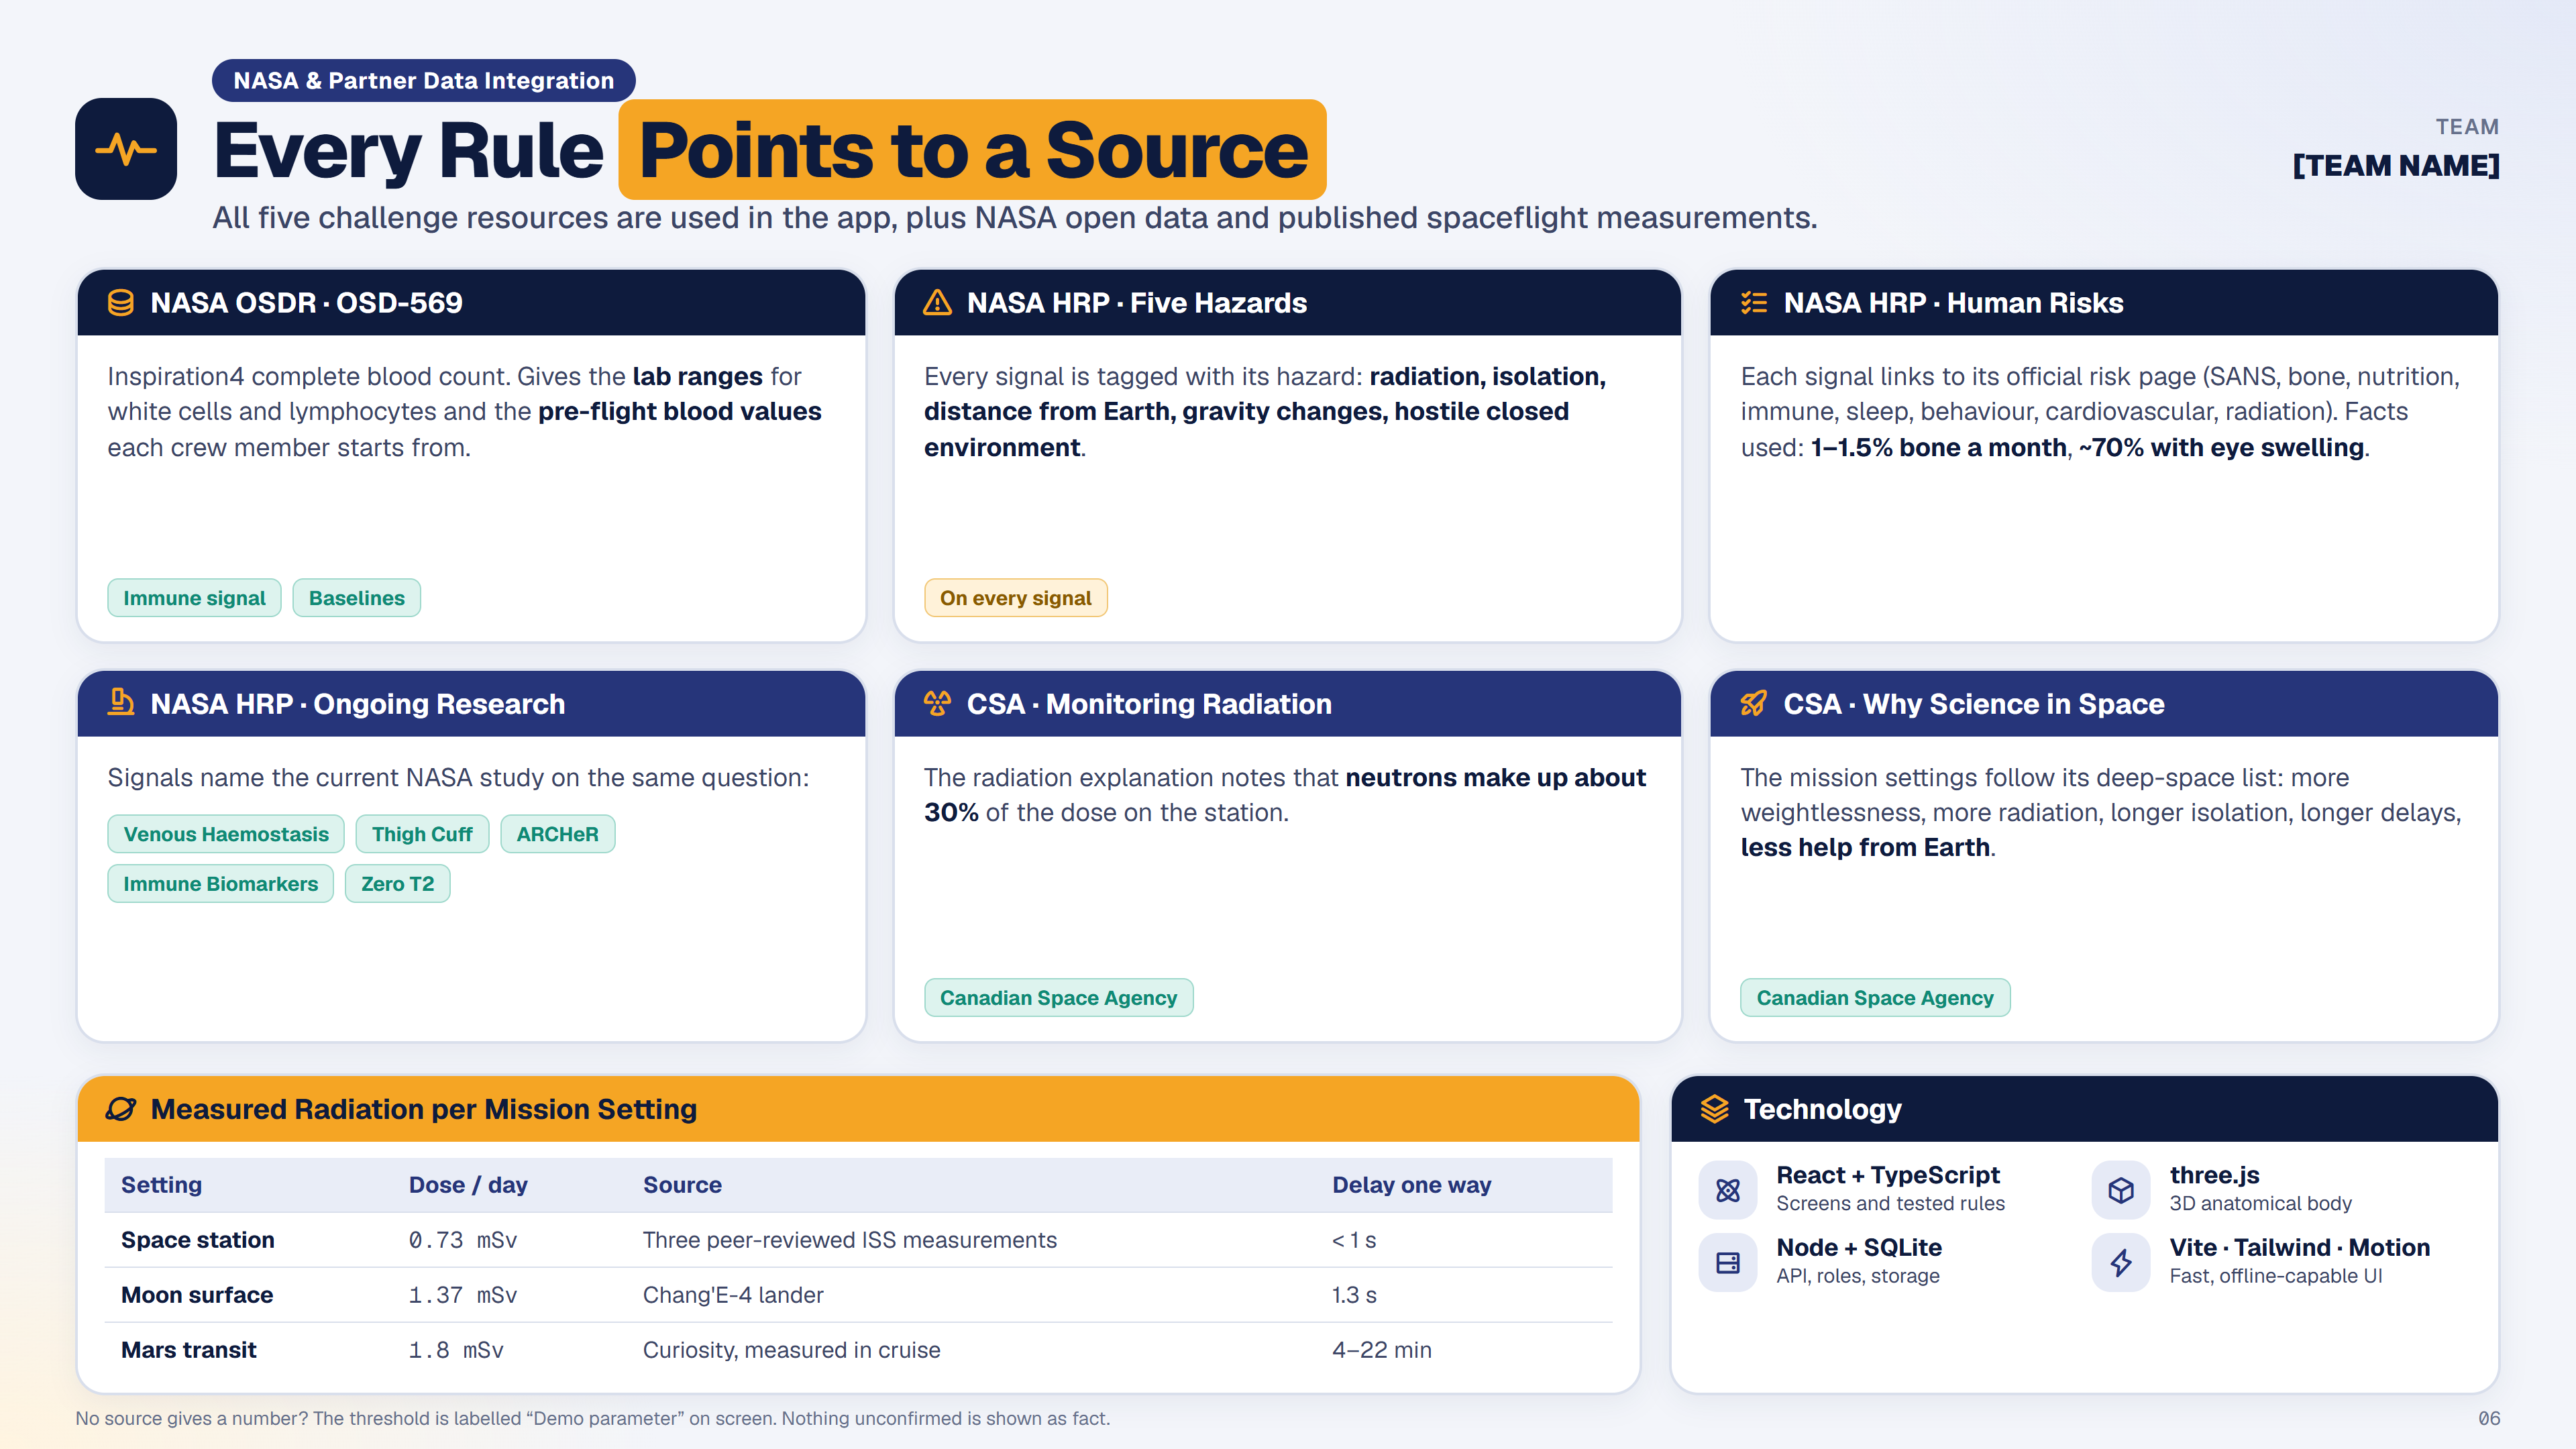 NASA & Partner Data Integration
Every Rule Points to a Source
All five challenge resources are used in the app, plus NASA open data and published spaceflight measurements.
TEAM
[TEAM NAME]
NASA OSDR · OSD-569
Inspiration4 complete blood count. Gives the lab ranges for
white cells and lymphocytes and the pre-flight blood values
each crew member starts from.
Immune signal
Baselines
NASA HRP · Five Hazards
Every signal is tagged with its hazard: radiation, isolation,
distance from Earth, gravity changes, hostile closed
environment.
On every signal
NASA HRP · Human Risks
Each signal links to its official risk page (SANS, bone, nutrition,
immune, sleep, behaviour, cardiovascular, radiation). Facts
used: 1–1.5% bone a month, ~70% with eye swelling.
NASA HRP · Ongoing Research
Signals name the current NASA study on the same question:
Venous Haemostasis
Thigh Cuff
ARCHeR
Immune Biomarkers
Zero T2
CSA · Monitoring Radiation
The radiation explanation notes that neutrons make up about
30% of the dose on the station.
Canadian Space Agency
CSA · Why Science in Space
The mission settings follow its deep-space list: more
weightlessness, more radiation, longer isolation, longer delays,
less help from Earth.
Canadian Space Agency
Measured Radiation per Mission Setting
Setting Dose / day Source Delay one way
Space station 0.73 mSv Three peer-reviewed ISS measurements < 1 s
Moon surface 1.37 mSv Chang'E-4 lander 1.3 s
Mars transit 1.8 mSv Curiosity, measured in cruise 4–22 min
Technology
React + TypeScript
Screens and tested rules
three.js
3D anatomical body
Node + SQLite
API, roles, storage
Vite · Tailwind · Motion
Fast, offline-capable UI
No source gives a number? The threshold is labelled “Demo parameter” on screen. Nothing unconfirmed is shown as fact.
06